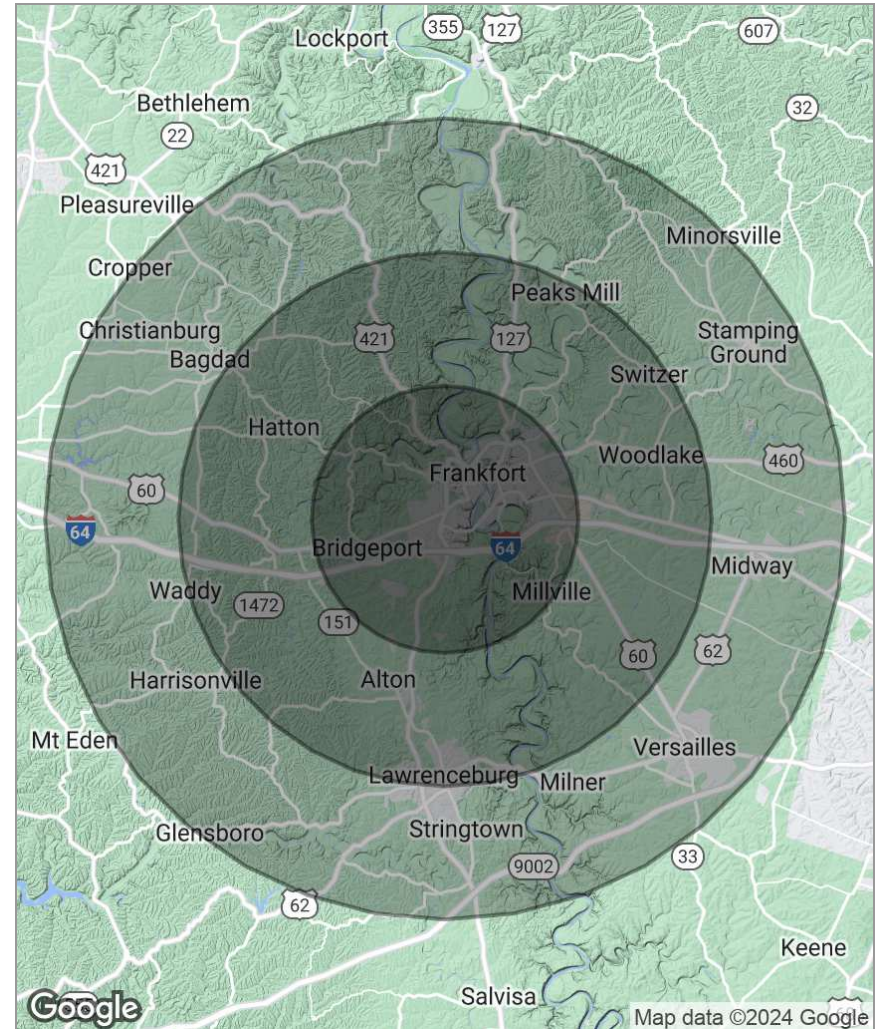 Lockport
355
127
607
Bethlehem
22
32
421
Pleasureville
Minorsville
Cropper
Peaks Mill
Christianburg
421
127
Stamping
Ground
Bagdad
Switzer
Hatton
Woodlake
460
Frankfort
60
64
Bridgeport
64
Midway
Waddy
1472
Millville
151
60
62
Harrisonville
Alton
Mt Eden
Versailles
Lawrenceburg
Milner
Glensboro
Stringtown
9002
33
62
Keene
Salvisa
Google
Map data ©2024 Google